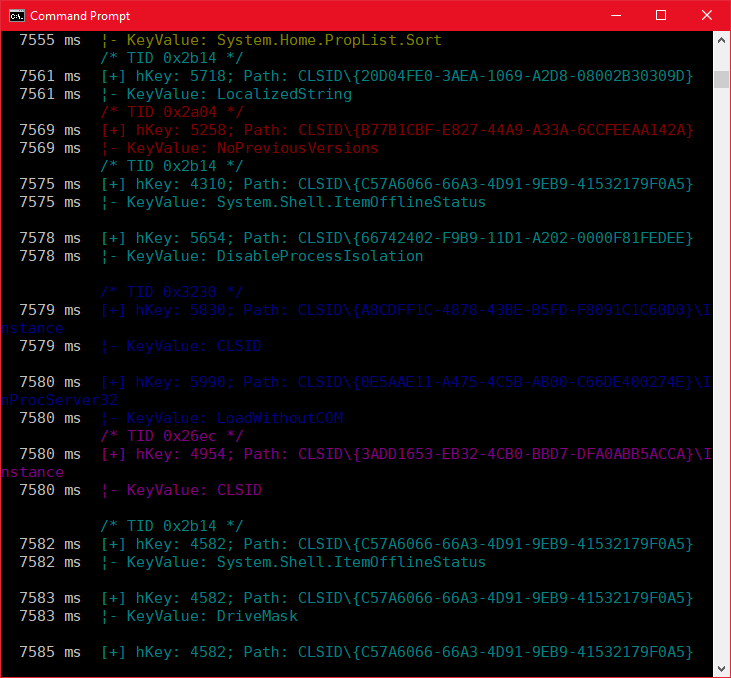 Command Prompt
7555 ms ¦- KeyValue: System.Home.PropList.Sort
/* TID 0x2b14 */
7561 ms [+] hKey: 5718; Path: CLSID\{20D04FE0-3AEA-1069-A2D8-08002B30309D}
7561 ms ¦- KeyValue: LocalizedString
/* TID 0x2a04 */
7569 ms [+] hKey: 5258; Path: CLSID\{B77B1CBF-E827-44A9-A33A-6CCFEEAA142A}
7569 ms ¦- KeyValue: NoPreviousVersions
/* TID 0x2b14 */
7575 ms [+] hKey: 4310; Path: CLSID\{C57A6066-66A3-4D91-9EB9-41532179F0A5}
7575 ms ¦- KeyValue: System.Shell.ItemOfflineStatus
7578 ms [+] hKey: 5654; Path: CLSID\{66742402-F9B9-11D1-A202-0000F81FEDEE}
7578 ms ¦- KeyValue: DisableProcessIsolation
/* TID 0x3230 */
7579 ms [+] hKey: 5830; Path: CLSID\{A8CDFF1C-4878-43BE-B5FD-F8091C1C60D0}\I
nstance
7579 ms ¦- KeyValue: CLSID
7580 ms [+] hKey: 5990; Path: CLSID\{0E5AAE11-A475-4C5D-AB00-C66DE400274E}\I
nProcServer32
7580 ms ¦- KeyValue: LoadWithoutCOM
/* TID 0x26ec */
7580 ms [+] hKey: 4954; Path: CLSID\{3ADD1653-EB32-4CB0-BBD7-DFA0ABB5ACCA}\I
nstance
7580 ms ¦- KeyValue: CLSID
/* TID 0x2b14 */
7582 ms [+] hKey: 4582; Path: CLSID\{C57A6066-66A3-4D91-9EB9-41532179F0A5}
7582 ms ¦- KeyValue: System.Shell.ItemOfflineStatus
7583 ms [+] hKey: 4582; Path: CLSID\{C57A6066-66A3-4D91-9EB9-41532179F0A5}
7583 ms ¦- KeyValue: DriveMask
7585 ms [+] hKey: 4582; Path: CLSID\{C57A6066-66A3-4D91-9EB9-41532179F0A5}